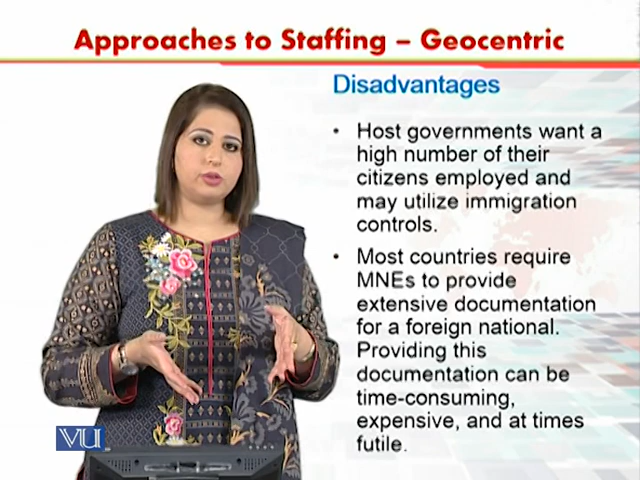 Approaches to Staffing – Geocentric
Disadvantages
• Host governments want a
high number of their
citizens employed and
may utilize immigration
controls.
• Most countries require
MNEs to provide
extensive documentation
for a foreign national.
Providing this
documentation can be
time-consuming,
expensive, and at times
futile.
VU